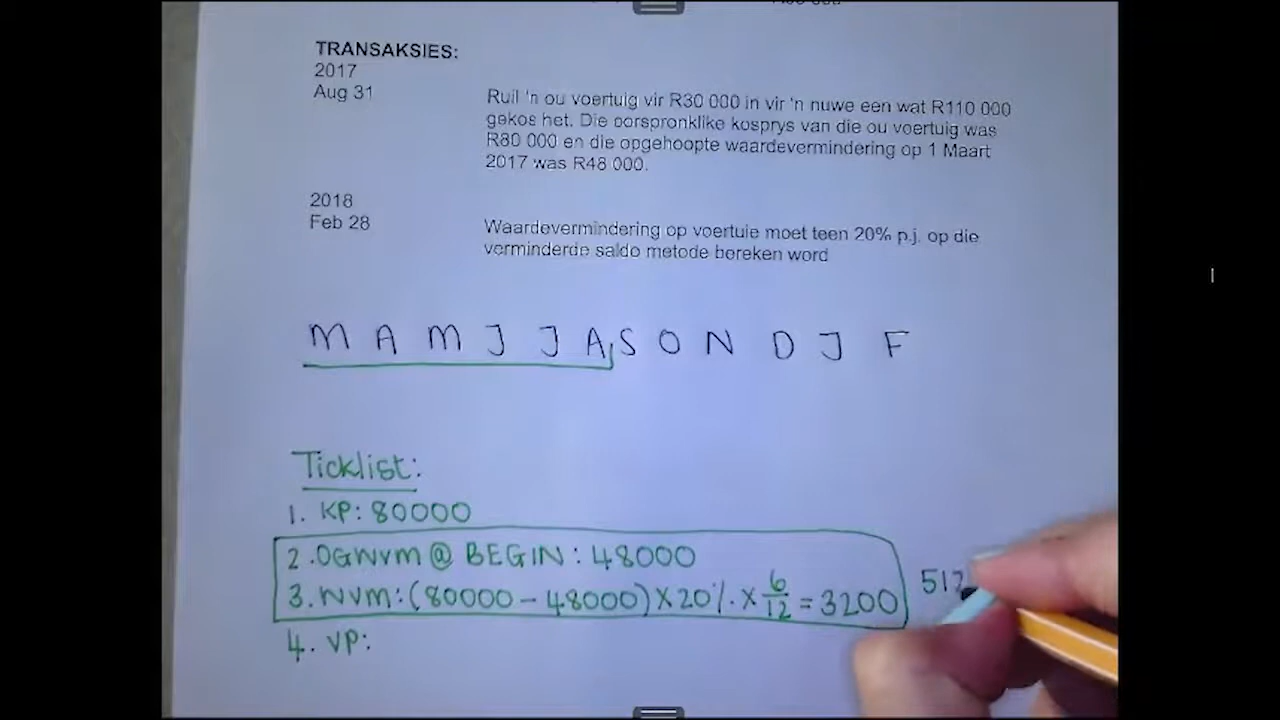 TRANSAKSIES:
2017
Aug 31
Ruil 'n ou voertuig vir R30 000 in vir 'n nuwe een wat R110 000
gekos het. Die oorspronklike kosprys van die ou voertuig was
R80 000 en die opgehoopte waardevermindering op 1 Maart
2017 was R48 000.
2018
Feb 28
Waardevermindering op voertuie moet teen 20% p.j. op die
verminderde saldo metode bereken word
M A M J J A S O N D J F
Ticklist:
1. KP: 80000
2. OGWVM @ BEGIN: 48000
3. NVM: (80000 - 48000) X 20% X 6/12 = 3200
512
4. VP: